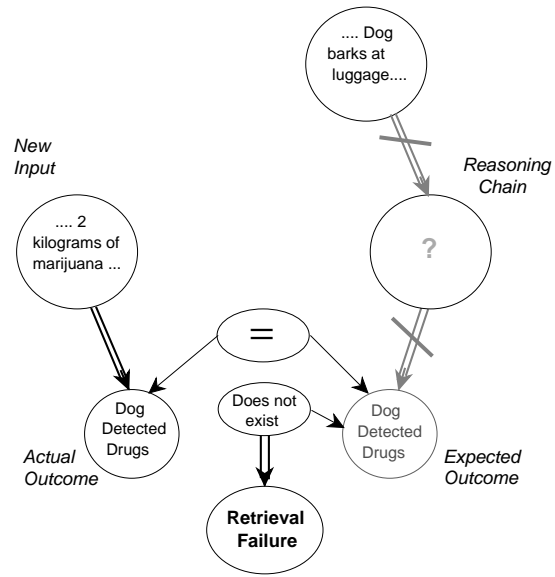 .... Dog
barks at
luggage....
New
Input
Reasoning
Chain
.... 2
kilograms of
marijuana ...
?
=
Does not
exist
Dog
Detected
Drugs
Dog
Detected
Drugs
Actual
Outcome
Expected
Outcome
Retrieval
Failure